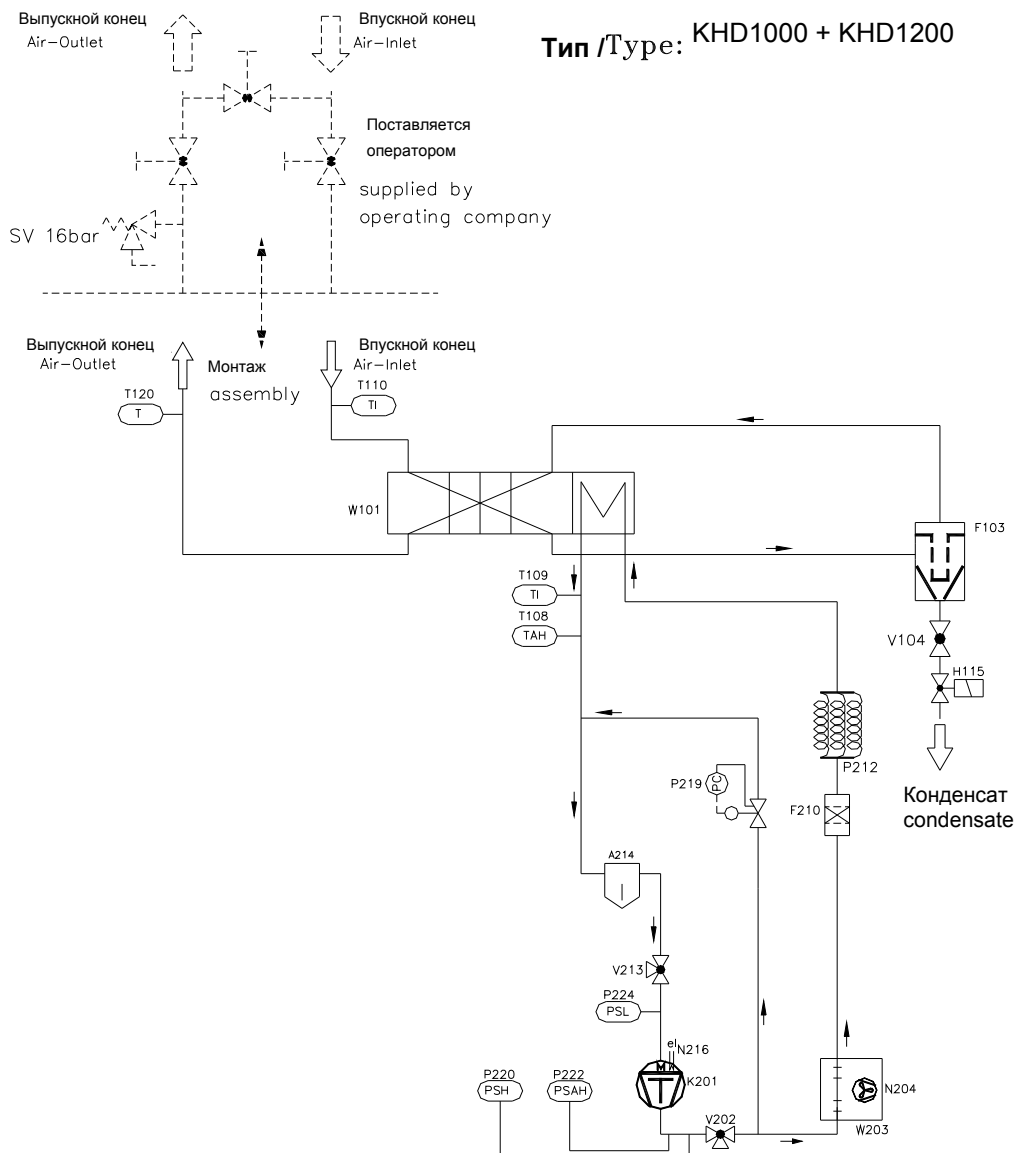 Выпускной конец
Air-Outlet
Впускной конец
Air-Inlet
Тип /Type: KHD1000 + KHD1200
Поставляется
оператором
supplied by
operating company
SV 16bar
Выпускной конец
Air-Outlet
Монтаж
assembly
Впускной конец
Air-Inlet
T120
T
T110
TI
W101
F103
T109
TI
T108
TAH
V104
H115
P212
P219
PC
F210
Конденсат
condensate
A214
V213
P224
PSL
el
N216
M
K201
P220
PSH
P222
PSAH
V202
N204
W203